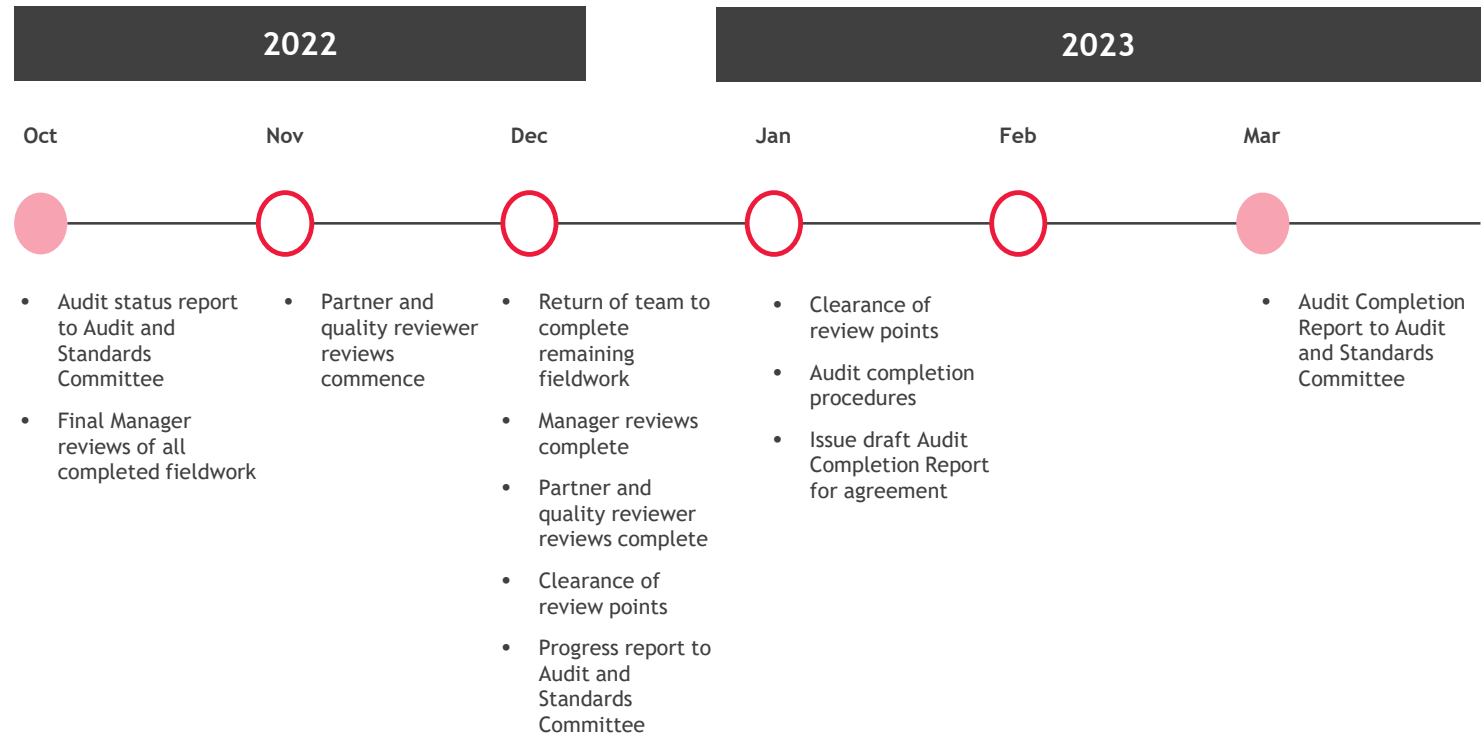 2022
2023
Oct
Nov
Dec
Jan
Feb
Mar
• Audit status report
to Audit and
Standards
Committee
• Final Manager
reviews of all
completed fieldwork
• Partner and
quality reviewer
reviews
commence
• Return of team to
complete
remaining
fieldwork
• Manager reviews
complete
• Partner and
quality reviewer
reviews complete
• Clearance of
review points
• Progress report to
Audit and
Standards
Committee
• Clearance of
review points
• Audit completion
procedures
• Issue draft Audit
Completion Report
for agreement
• Audit Completion
Report to Audit
and Standards
Committee